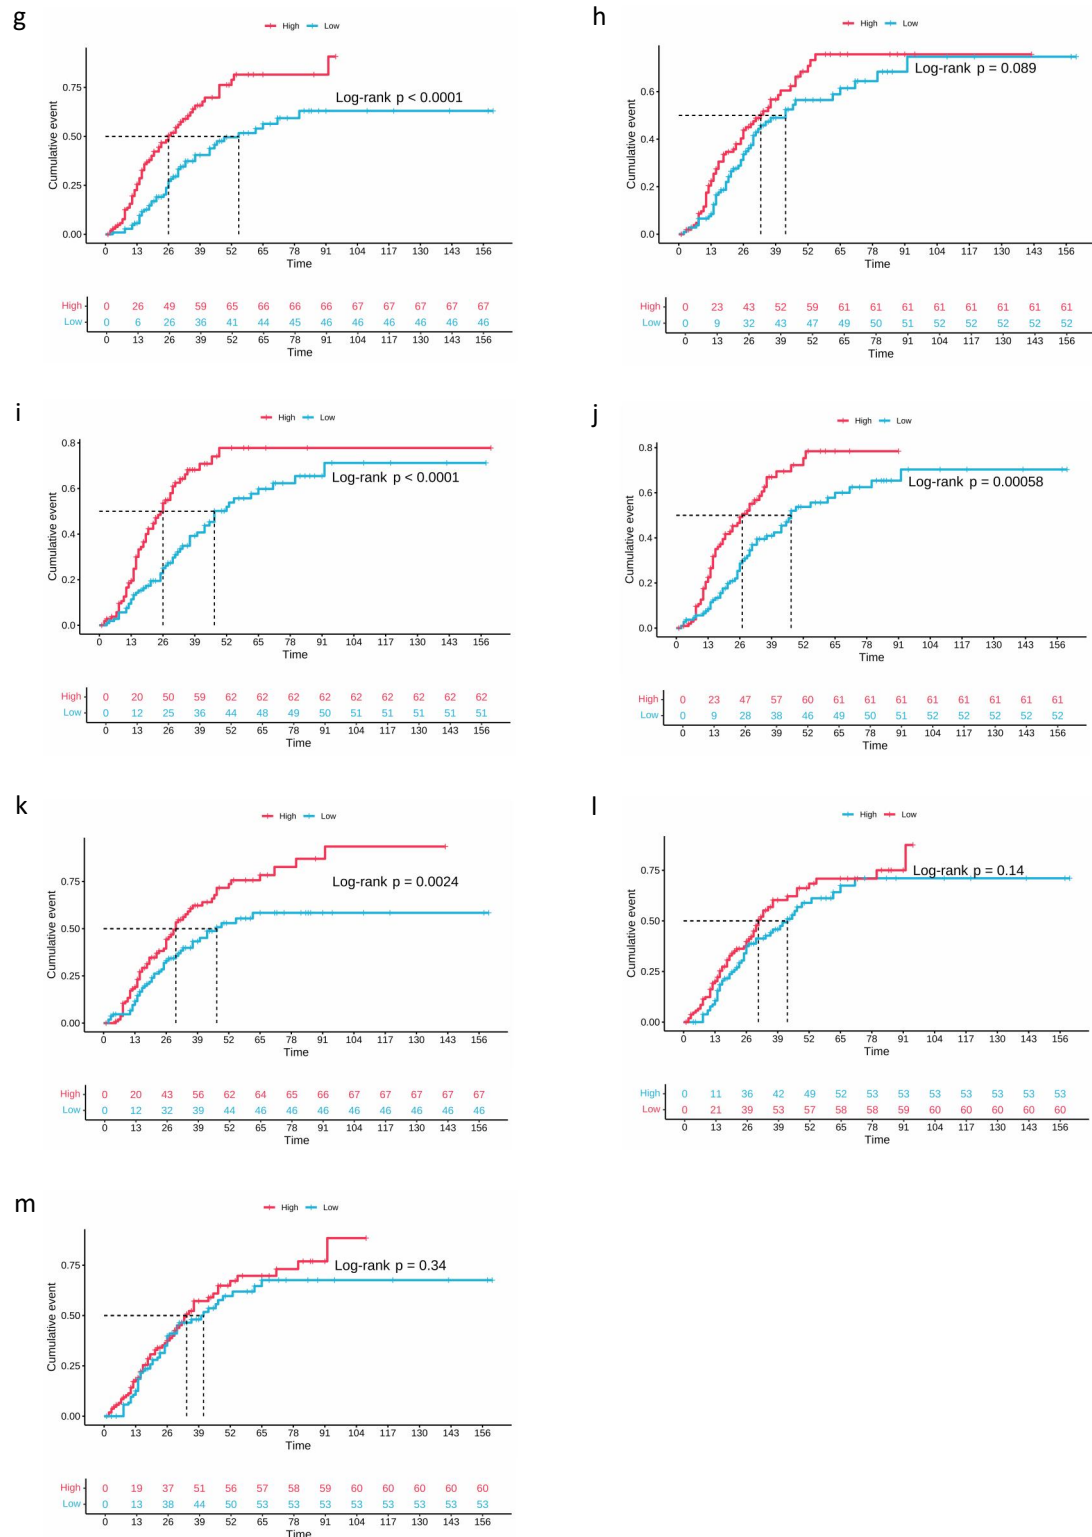 g
High Low
Log-rank p < 0.0001
Cumulative event
0.75
0.50
0.25
0.00
0 13 26 39 52 65 78 91 104 117 130 143 156
Time
High 0 26 49 59 65 66 66 66 67 67 67 67 67
Low 0 6 26 36 41 44 45 46 46 46 46 46 46
0 13 26 39 52 65 78 91 104 117 130 143 156
Time
h
High Low
Log-rank p = 0.089
Cumulative event
0.6
0.4
0.2
0.0
0 13 26 39 52 65 78 91 104 117 130 143 156
Time
High 0 23 43 52 59 61 61 61 61 61 61 61 61
Low 0 9 32 43 47 49 50 51 52 52 52 52 52
0 13 26 39 52 65 78 91 104 117 130 143 156
Time
i
High Low
Log-rank p < 0.0001
Cumulative event
0.8
0.6
0.4
0.2
0.0
0 13 26 39 52 65 78 91 104 117 130 143 156
Time
High 0 20 50 59 62 62 62 62 62 62 62 62 62
Low 0 12 25 36 44 48 49 50 51 51 51 51 51
0 13 26 39 52 65 78 91 104 117 130 143 156
Time
j
High Low
Log-rank p = 0.00058
Cumulative event
0.8
0.6
0.4
0.2
0.0
0 13 26 39 52 65 78 91 104 117 130 143 156
Time
High 0 23 47 57 60 61 61 61 61 61 61 61 61
Low 0 9 28 38 46 49 50 51 52 52 52 52 52
0 13 26 39 52 65 78 91 104 117 130 143 156
Time
k
High Low
Log-rank p = 0.0024
Cumulative event
0.75
0.50
0.25
0.00
0 13 26 39 52 65 78 91 104 117 130 143 156
Time
High 0 20 43 56 62 64 65 66 67 67 67 67 67
Low 0 12 32 39 44 46 46 46 46 46 46 46 46
0 13 26 39 52 65 78 91 104 117 130 143 156
Time
l
High Low
Log-rank p = 0.14
Cumulative event
0.75
0.50
0.25
0.00
0 13 26 39 52 65 78 91 104 117 130 143 156
Time
High 0 11 36 42 49 52 53 53 53 53 53 53 53
Low 0 21 39 53 57 58 58 59 60 60 60 60 60
0 13 26 39 52 65 78 91 104 117 130 143 156
Time
m
High Low
Log-rank p = 0.34
Cumulative event
0.75
0.50
0.25
0.00
0 13 26 39 52 65 78 91 104 117 130 143 156
Time
High 0 19 37 51 56 57 58 59 60 60 60 60 60
Low 0 13 38 44 50 53 53 53 53 53 53 53 53
0 13 26 39 52 65 78 91 104 117 130 143 156
Time